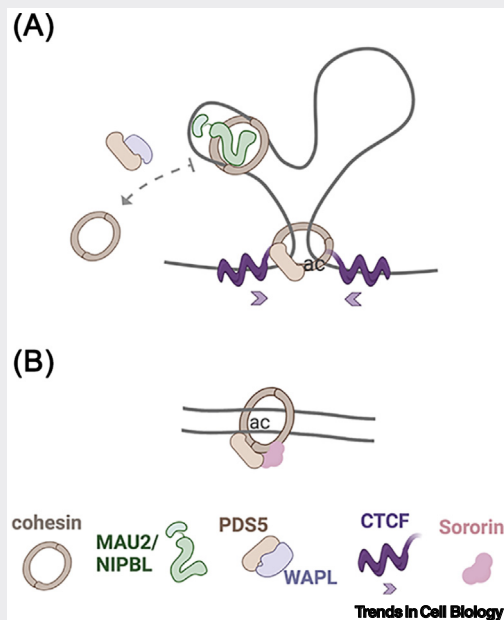 (A)
ac
(B)
ac
cohesin
MAU2/
NIPBL
PDS5
WAPL
CTCF
Sororin
Trends in Cell Biology